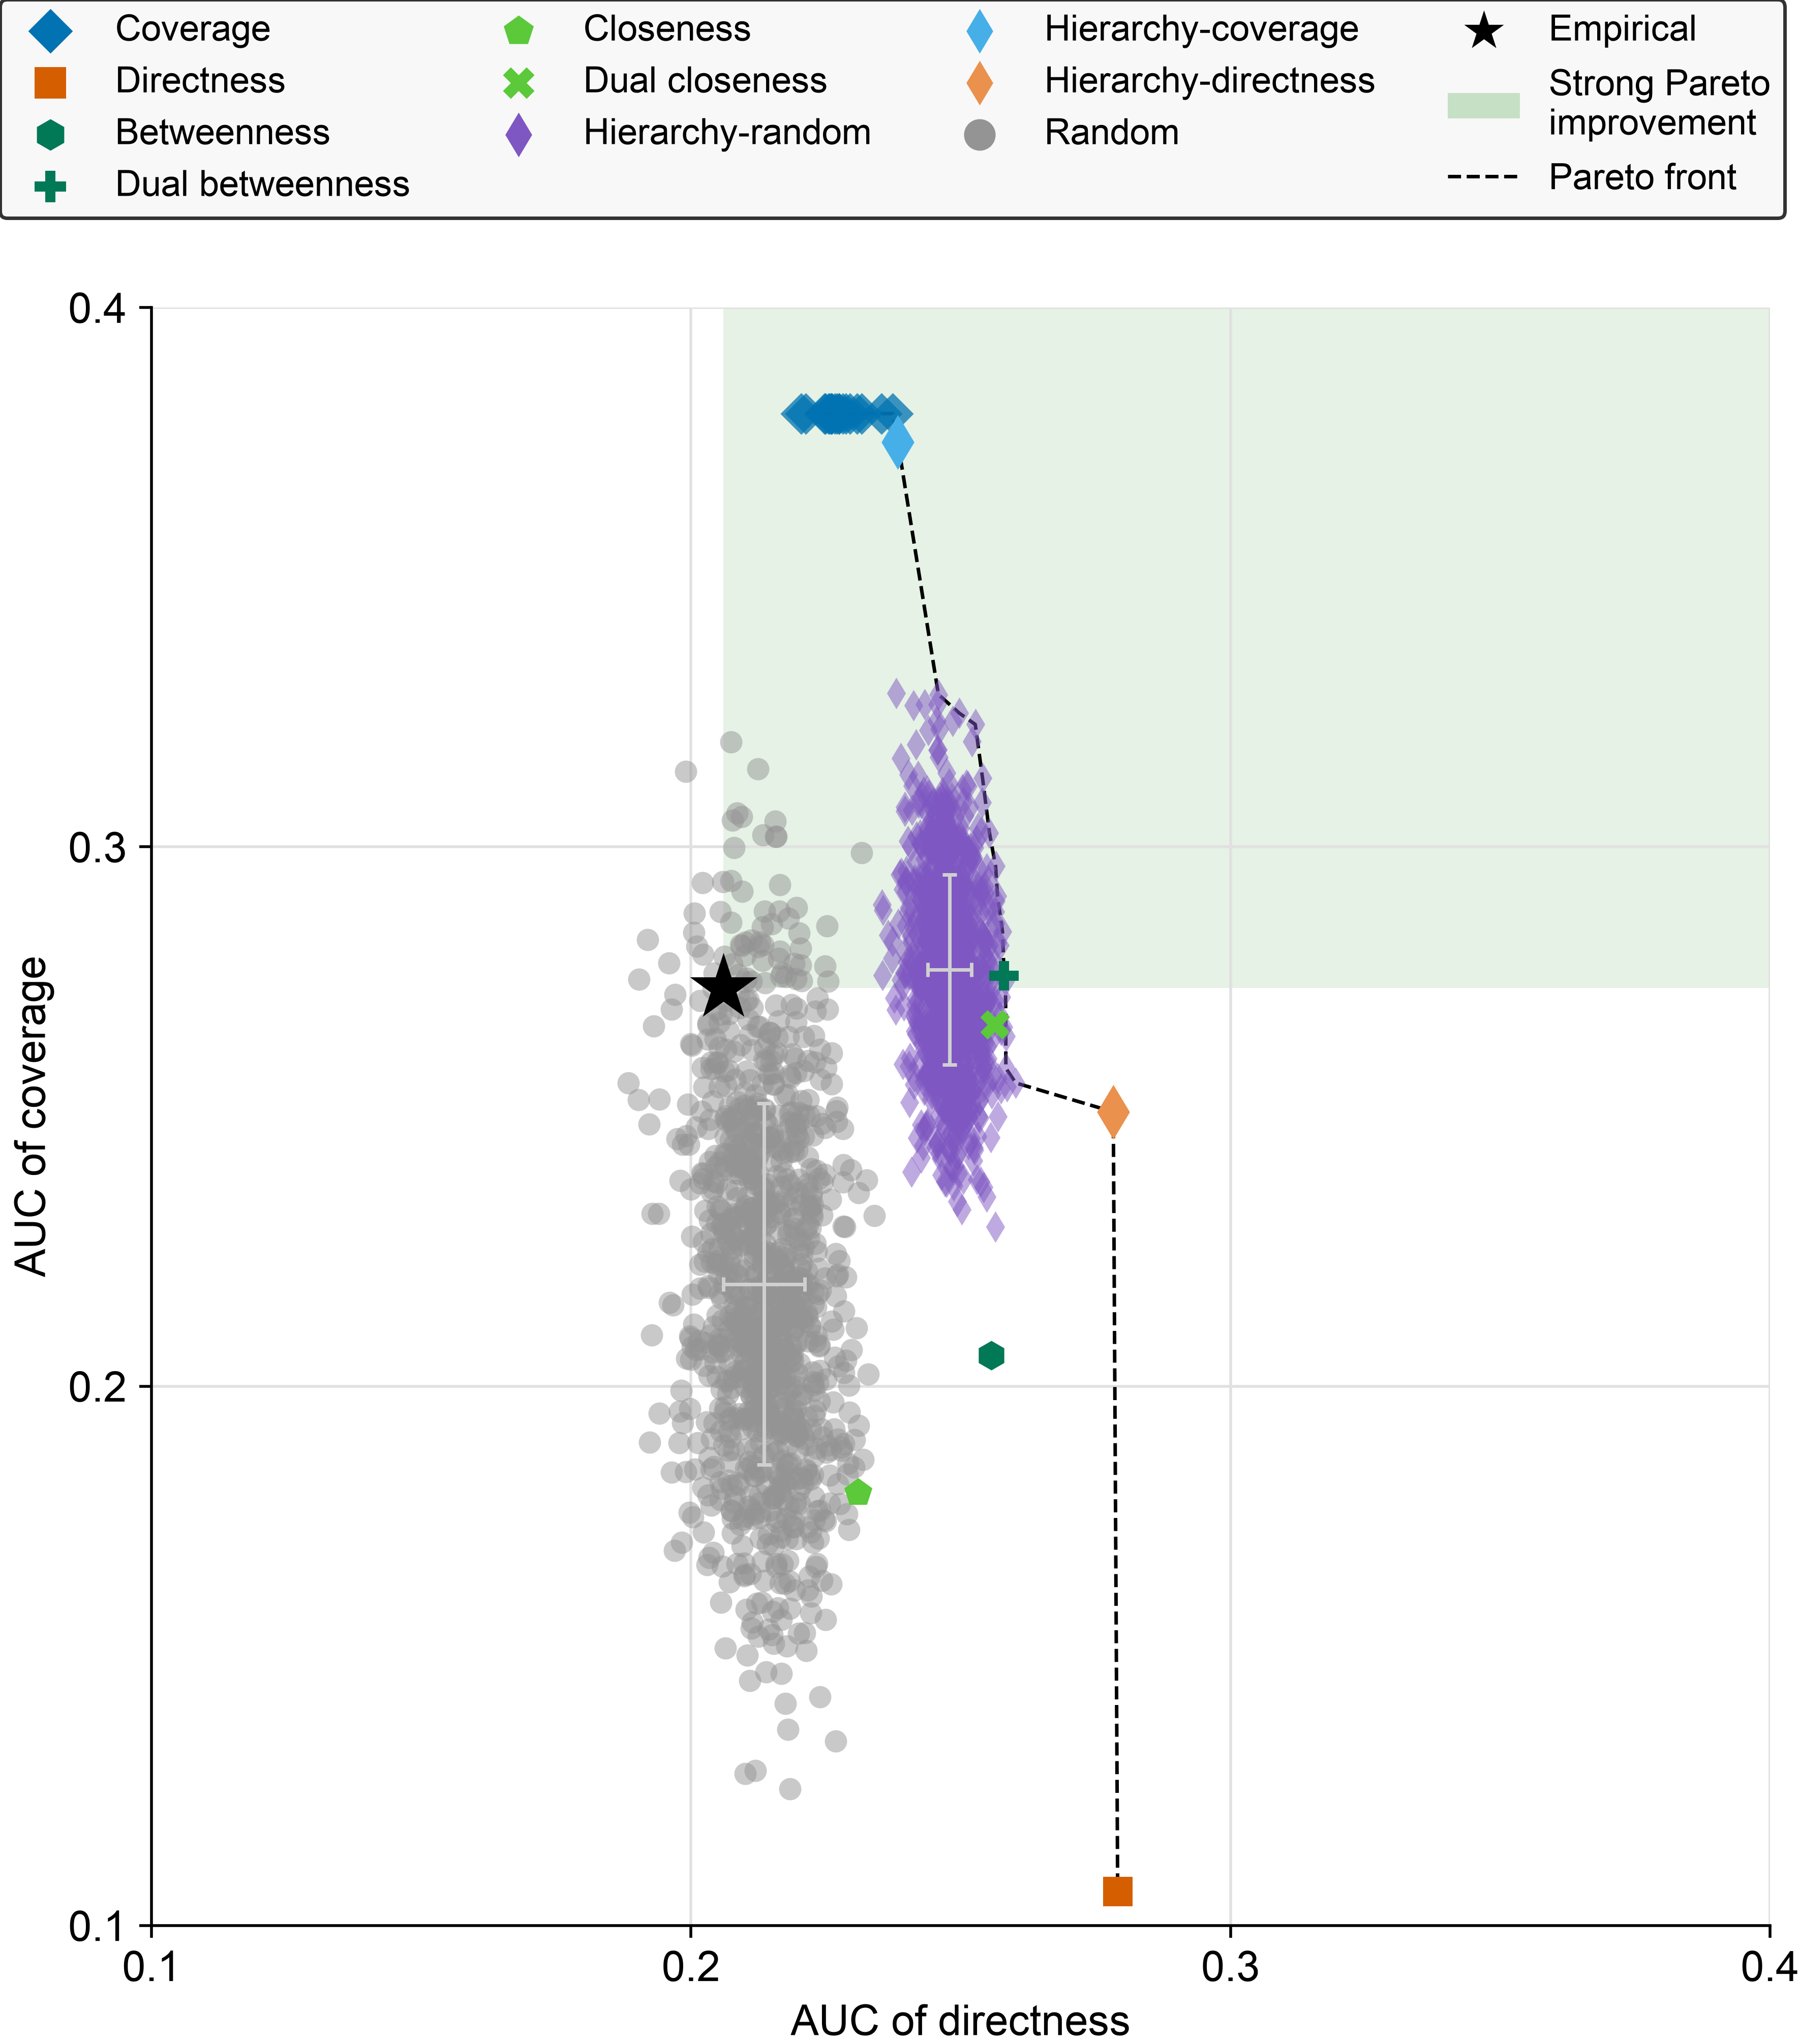 Coverage
Directness
Betweenness
Dual betweenness
Closeness
Dual closeness
Hierarchy-random
Hierarchy-coverage
Hierarchy-directness
Random
Empirical
Strong Pareto
improvement
Pareto front
0.4
0.3
0.2
0.1
AUC of coverage
0.1
0.2
0.3
0.4
AUC of directness